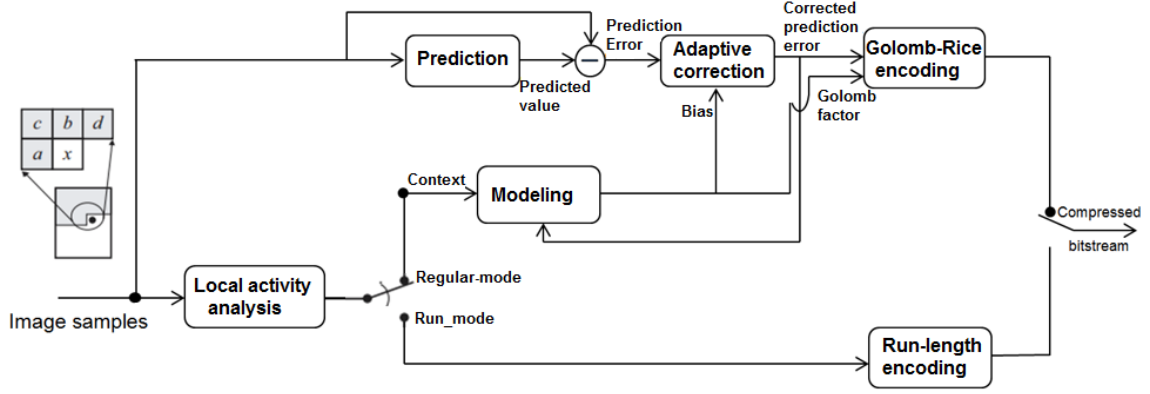 Prediction
Predicted
value
Prediction
Error
Adaptive
correction
Corrected
prediction
error
Golomb-Rice
encoding
Golomb
factor
Bias
c b d
a x
Context
Modeling
Compressed
bitstream
Local activity
analysis
Regular-mode
Run_mode
Image samples
Run-length
encoding